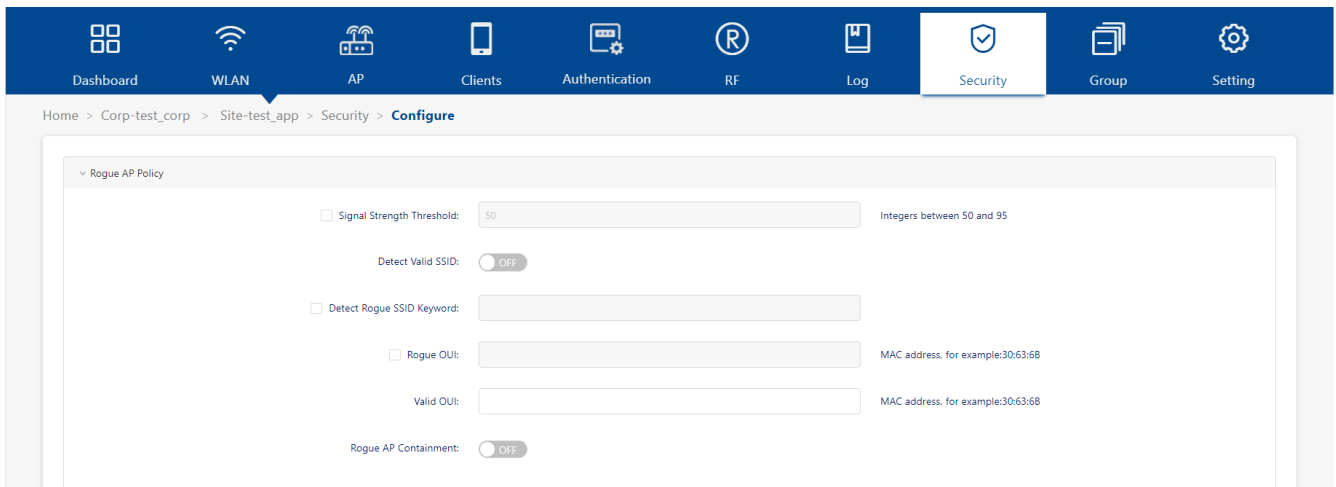 Dashboard WLAN AP Clients Authentication RF Log Security Group Setting
Home > Corp-test_corp > Site-test_app > Security > Configure
Rogue AP Policy
Signal Strength Threshold: 50 Integers between 50 and 95
Detect Valid SSID: OFF
Detect Rogue SSID Keyword:
Rogue OUI: MAC address, for example:30:63:6B
Valid OUI: MAC address, for example:30:63:6B
Rogue AP Containment: OFF